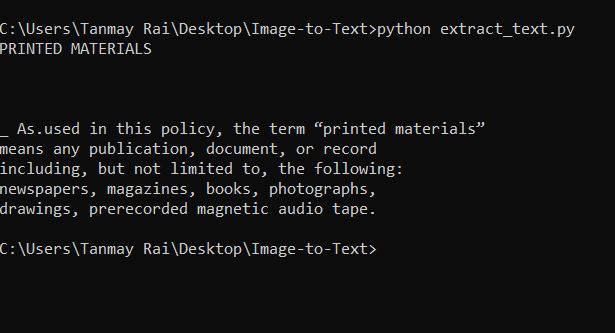 C:\Users\Tanmay Rai\Desktop\Image-to-Text>python extract_text.py
PRINTED MATERIALS
_ As.used in this policy, the term “printed materials”
means any publication, document, or record
including, but not limited to, the following:
newspapers, magazines, books, photographs,
drawings, prerecorded magnetic audio tape.
C:\Users\Tanmay Rai\Desktop\Image-to-Text>